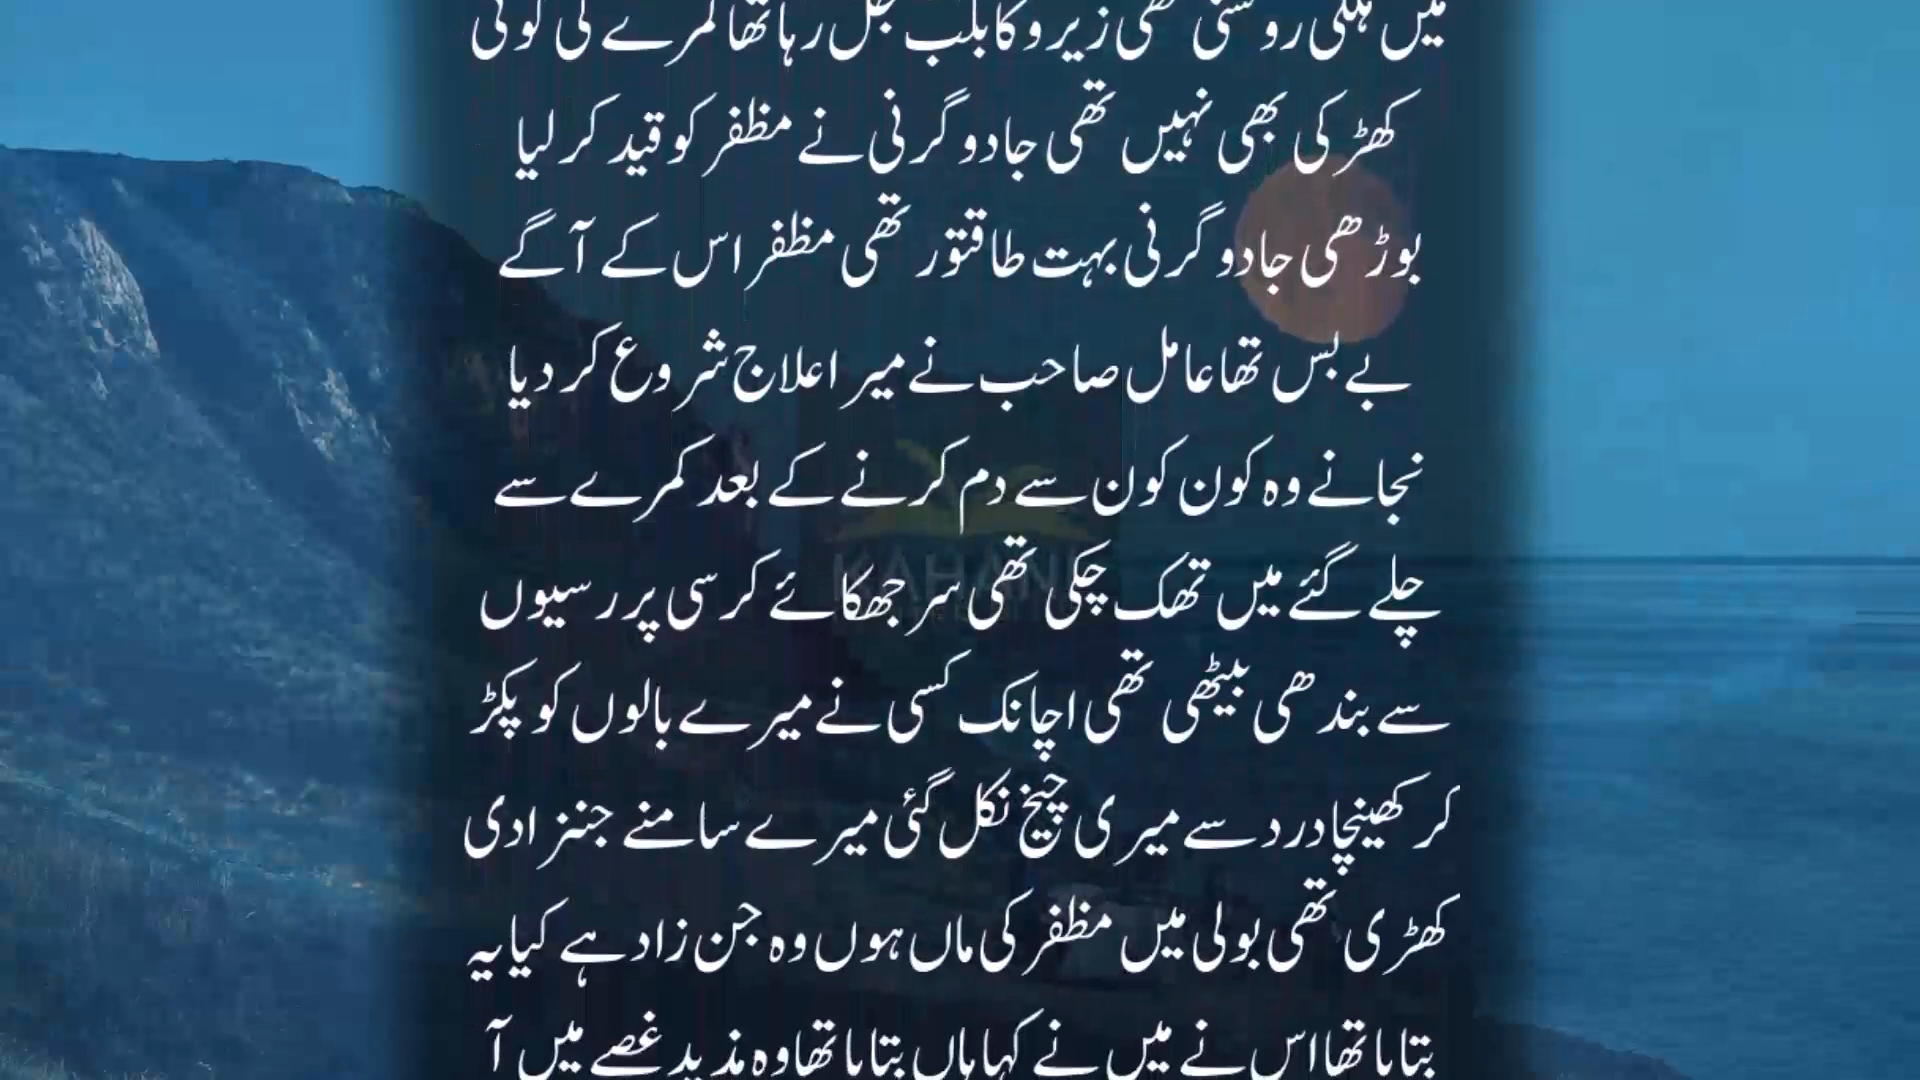 میں ہلکی روشنی تھی زیرو کا بلب جل رہا تھا کمرے کی کوئی
کھڑکی بھی نہیں تھی جادوگرنی نے مظفر کو قید کر لیا
بوڑھی جادوگرنی بہت طاقتور تھی مظفر اس کے آگے
بے بس تھا عامل صاحب نے میرا علاج شروع کر دیا
نجانے وہ کون کون سے دم کرنے کے بعد کمرے سے
چلے گئے میں تھک چکی تھی سر جھکائے کرسی پر رسیوں
سے بندھی بیٹھی تھی اچانک کسی نے میرے بالوں کو پکڑ
کر کھینچا درد سے میری چیخ نکل گئی میرے سامنے جنزادی
کھڑی تھی بولی میں مظفر کی ماں ہوں وہ جن زاد ہے کیا یہ
بتایا تھا اس نے میں نے کہا ہاں بتایا تھا وہ مذید غصے میں آ
KAHANI